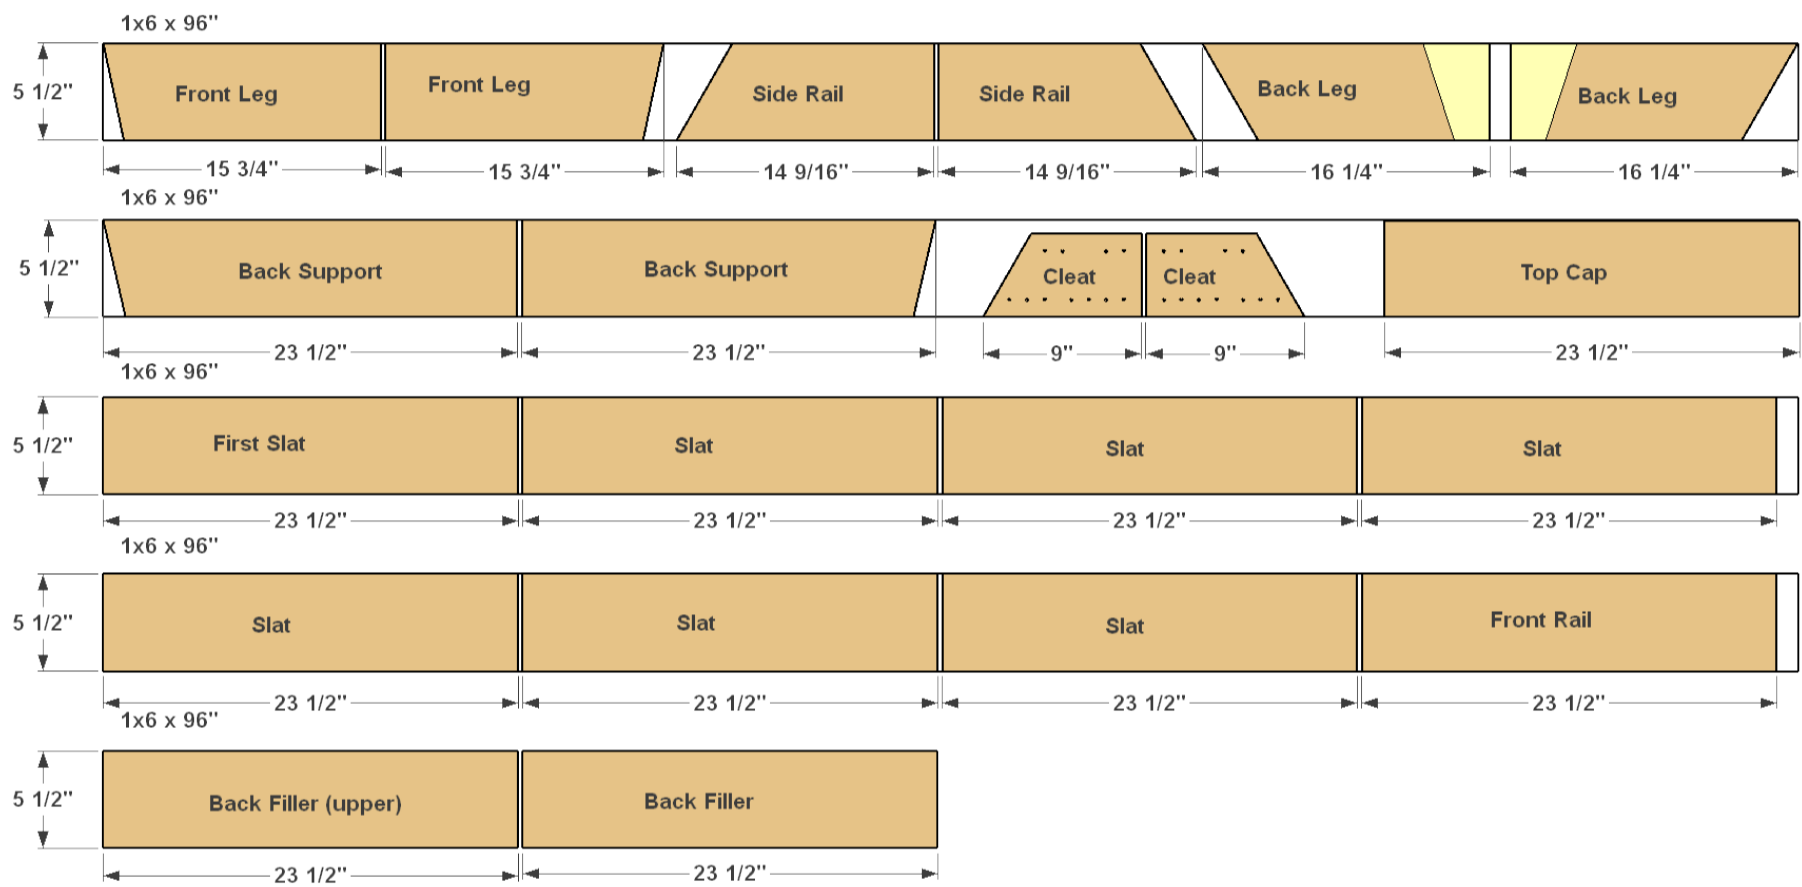 1x6 x 96"
5 1/2"
Front Leg
Front Leg
Side Rail
Side Rail
Back Leg
Back Leg
15 3/4"
15 3/4"
14 9/16"
14 9/16"
16 1/4"
16 1/4"
1x6 x 96"
5 1/2"
Back Support
Back Support
Cleat
Cleat
Top Cap
23 1/2"
23 1/2"
9"
9"
23 1/2"
1x6 x 96"
5 1/2"
First Slat
Slat
Slat
Slat
23 1/2"
23 1/2"
23 1/2"
23 1/2"
1x6 x 96"
5 1/2"
Slat
Slat
Slat
Front Rail
23 1/2"
23 1/2"
23 1/2"
23 1/2"
1x6 x 96"
5 1/2"
Back Filler (upper)
Back Filler
23 1/2"
23 1/2"